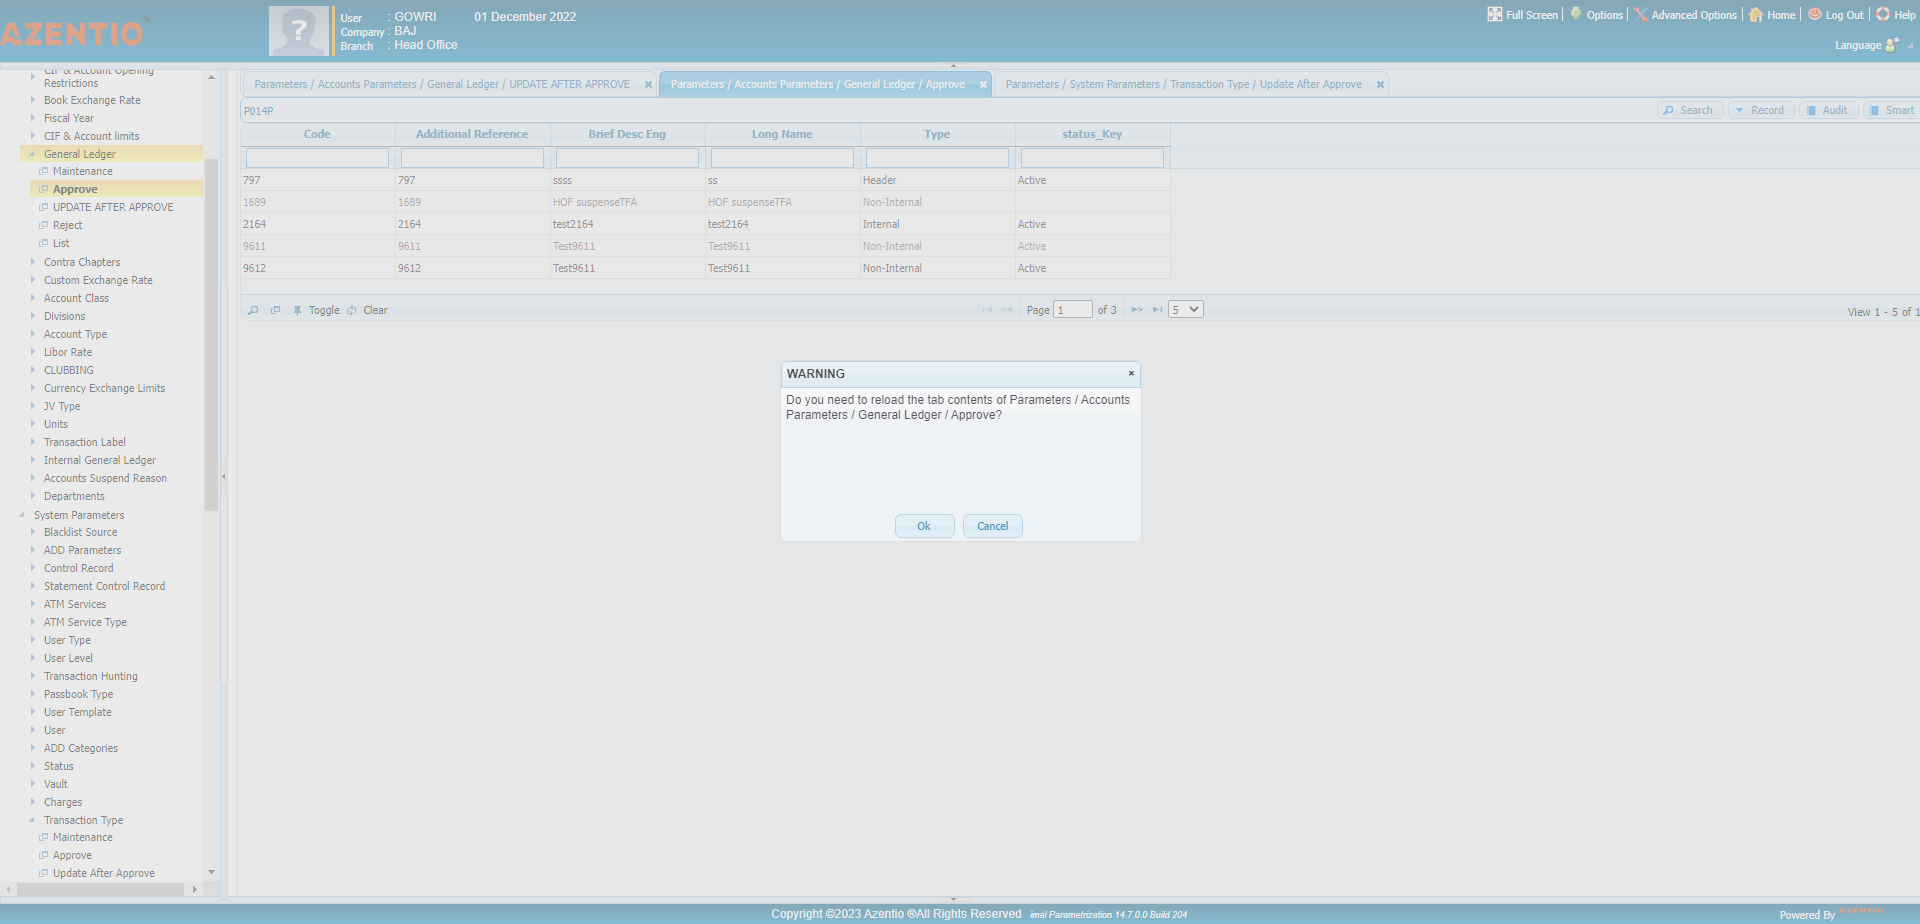 AZENTIO
TM
?
User : GOWRI 01 December 2022
Company : BAJ
Branch : Head Office
Full Screen Options Advanced Options Home Log Out Help
Language
CIF & Account Opening
Restrictions
Book Exchange Rate
Fiscal Year
CIF & Account limits
General Ledger
Maintenance
Approve
UPDATE AFTER APPROVE
Reject
List
Contra Chapters
Custom Exchange Rate
Account Class
Divisions
Account Type
Libor Rate
CLUBBING
Currency Exchange Limits
JV Type
Units
Transaction Label
Internal General Ledger
Accounts Suspend Reason
Departments
System Parameters
Blacklist Source
ADD Parameters
Control Record
Statement Control Record
ATM Services
ATM Service Type
User Type
User Level
Transaction Hunting
Passbook Type
User Template
User
ADD Categories
Status
Vault
Charges
Transaction Type
Maintenance
Approve
Update After Approve
Parameters / Accounts Parameters / General Ledger / UPDATE AFTER APPROVE
Parameters / Accounts Parameters / General Ledger / Approve
Parameters / System Parameters / Transaction Type / Update After Approve
P014P
Search Record Audit Smart
Code Additional Reference Brief Desc Eng Long Name Type status_Key
797 797 ssss ss Header Active
1689 1689 HOF suspenseTFA HOF suspenseTFA Non-Internal
2164 2164 test2164 test2164 Internal Active
9611 9611 Test9611 Test9611 Non-Internal Active
9612 9612 Test9611 Test9611 Non-Internal Active
Toggle Clear Page 1 of 3 5 View 1 - 5 of 1
WARNING
Do you need to reload the tab contents of Parameters / Accounts
Parameters / General Ledger / Approve?
Ok Cancel
Copyright ©2023 Azentio ®All Rights Reserved imal Parametrization 14.7.0.0 Build 204
Powered By AZENTIO